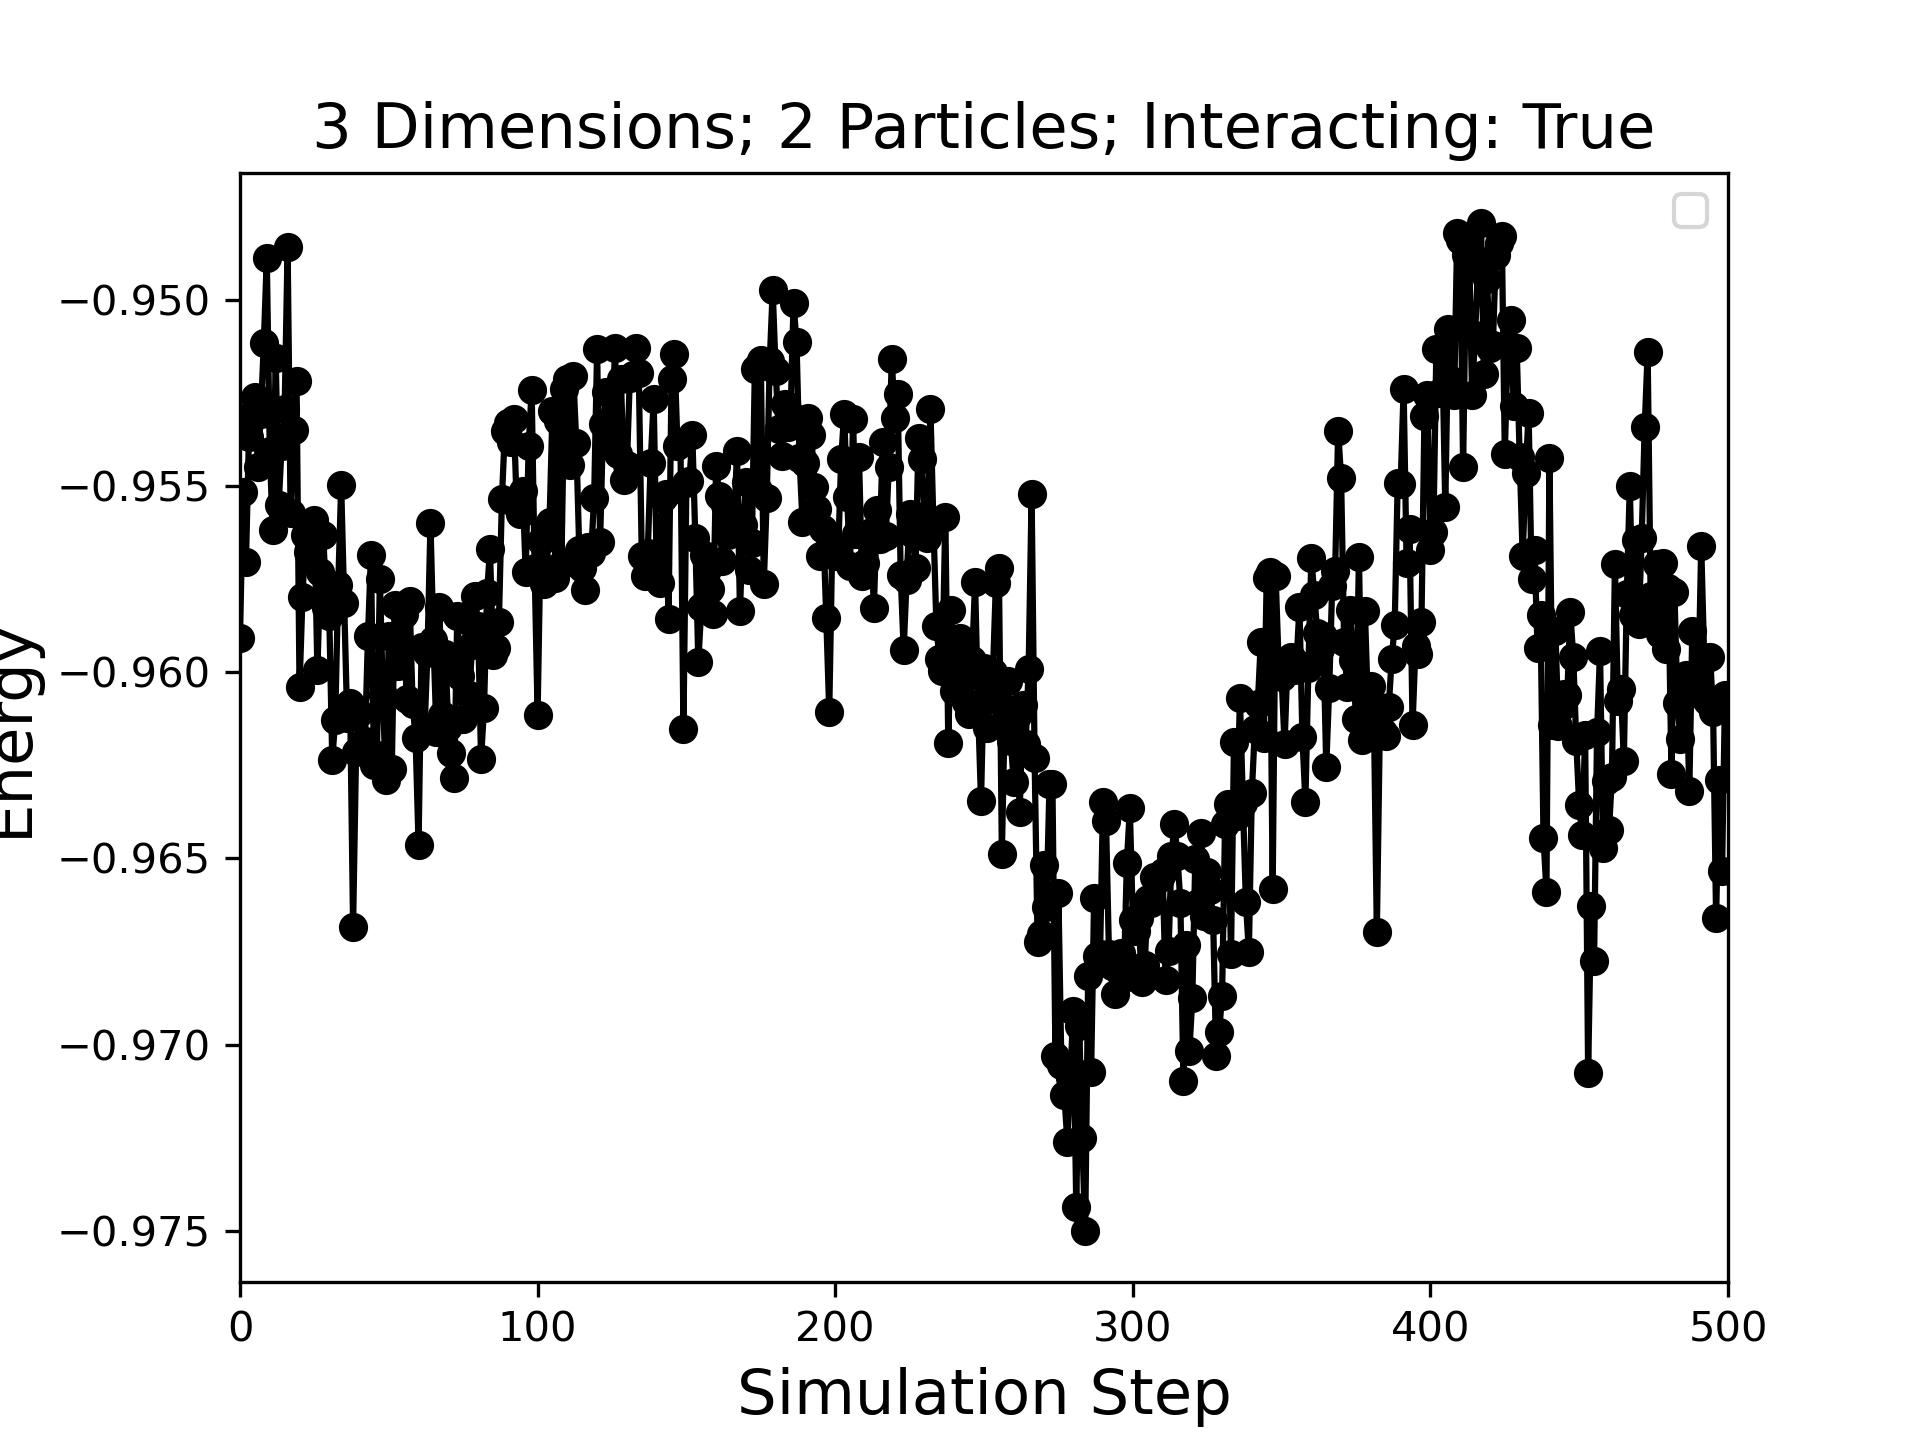 3 Dimensions; 2 Particles; Interacting: True
−0.950
−0.955
−0.960
−0.965
−0.970
−0.975
Energy
0 100 200 300 400 500
Simulation Step